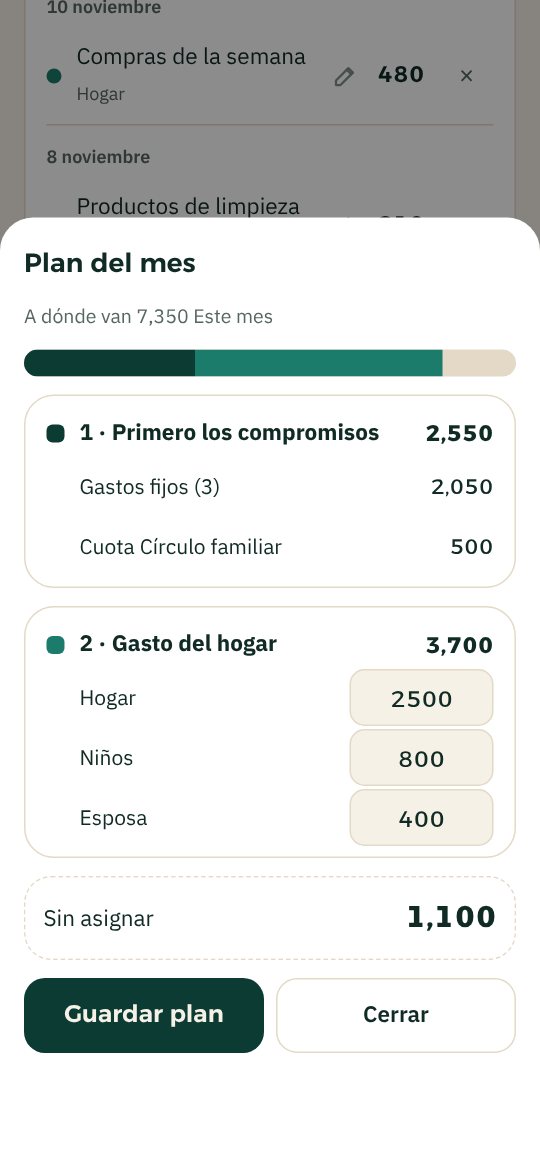 10 noviembre
Compras de la semana
480
×
Hogar
8 noviembre
Productos de limpieza
Plan del mes
A dónde van 7,350 Este mes
1 · Primero los compromisos 2,550
Gastos fijos (3) 2,050
Cuota Círculo familiar 500
2 · Gasto del hogar 3,700
Hogar 2500
Niños 800
Esposa 400
Sin asignar 1,100
Guardar plan
Cerrar